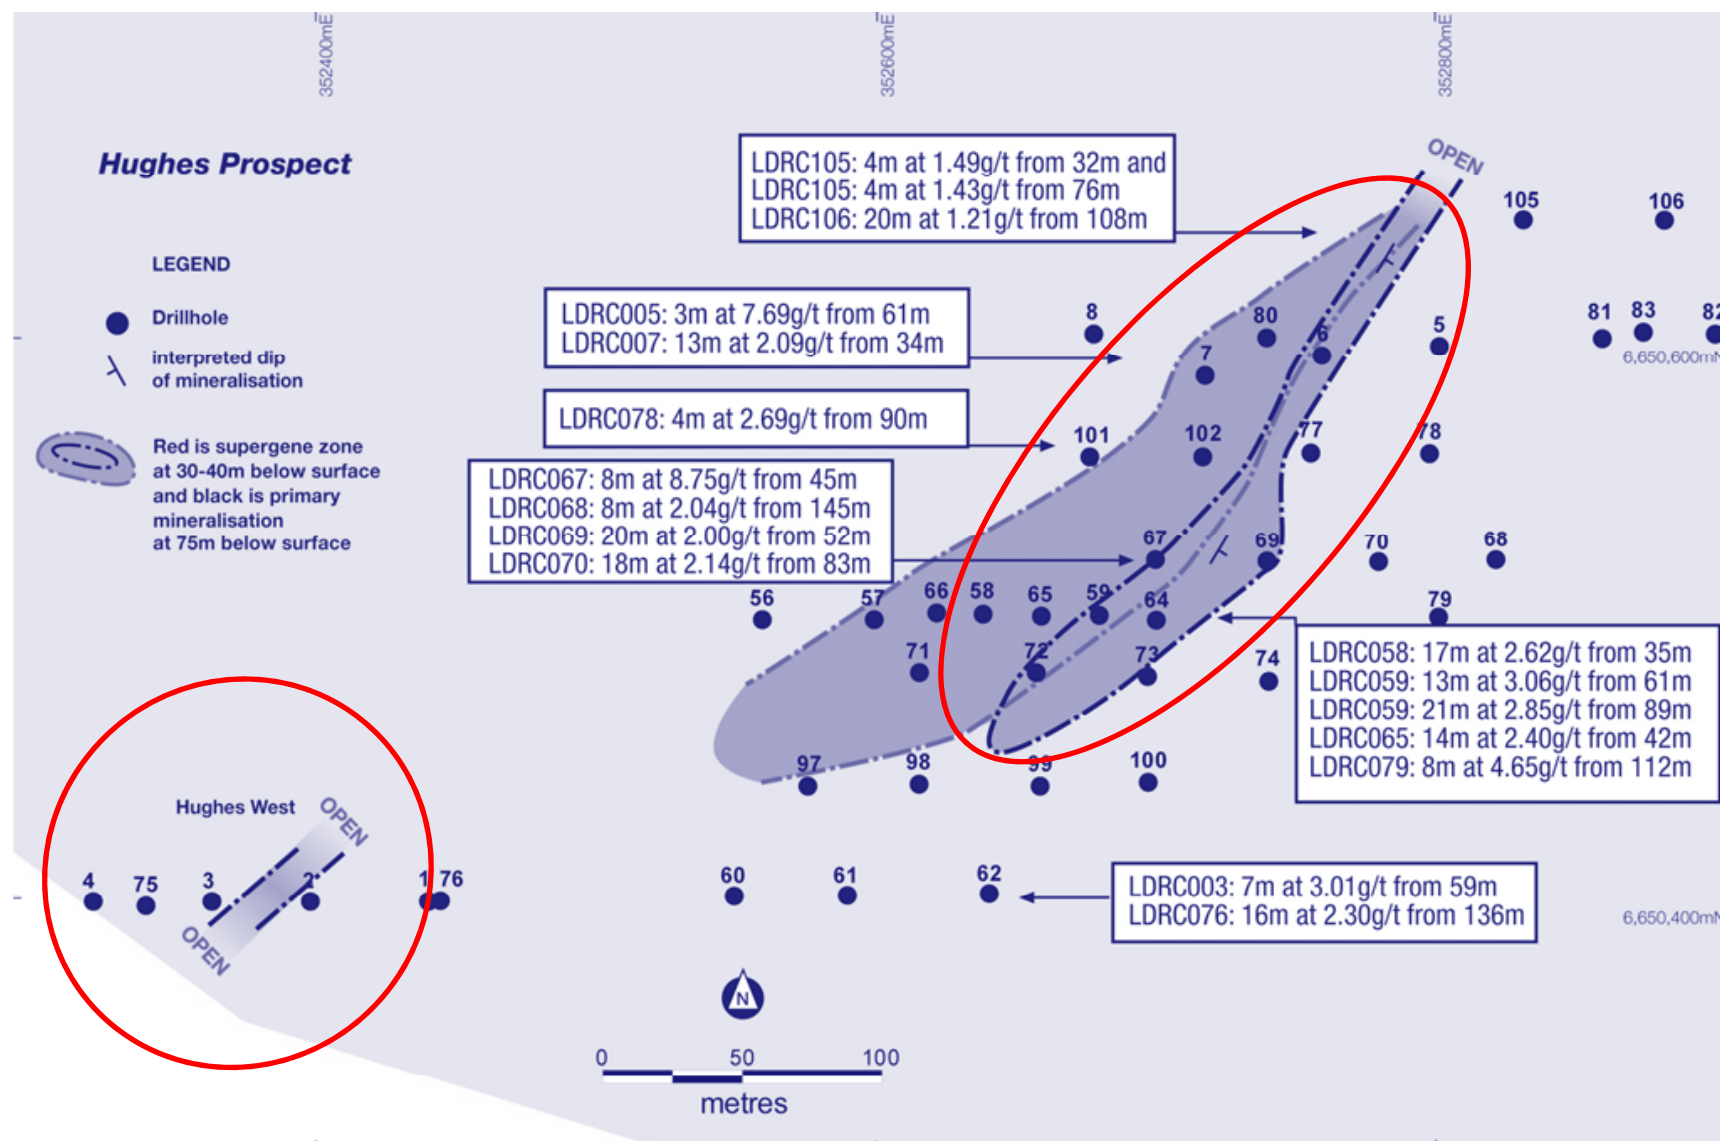 352400mE
352600mE
352800mE
Hughes Prospect
LEGEND
Drillhole
interpreted dip
of mineralisation
Red is supergene zone
at 30-40m below surface
and black is primary
mineralisation
at 75m below surface
LDRC105: 4m at 1.49g/t from 32m and
LDRC105: 4m at 1.43g/t from 76m
LDRC106: 20m at 1.21g/t from 108m
OPEN
105
106
LDRC005: 3m at 7.69g/t from 61m
LDRC007: 13m at 2.09g/t from 34m
8
80
6
5
81
83
82
7
6,650,600mN
LDRC078: 4m at 2.69g/t from 90m
101
102
77
78
LDRC067: 8m at 8.75g/t from 45m
LDRC068: 8m at 2.04g/t from 145m
LDRC069: 20m at 2.00g/t from 52m
LDRC070: 18m at 2.14g/t from 83m
67
69
70
68
56
57
66
58
65
59
64
79
71
72
73
74
LDRC058: 17m at 2.62g/t from 35m
LDRC059: 13m at 3.06g/t from 61m
LDRC059: 21m at 2.85g/t from 89m
LDRC065: 14m at 2.40g/t from 42m
LDRC079: 8m at 4.65g/t from 112m
97
98
99
100
Hughes West
OPEN
4
75
3
2
1
76
OPEN
60
61
62
LDRC003: 7m at 3.01g/t from 59m
LDRC076: 16m at 2.30g/t from 136m
6,650,400mN
N
0
50
100
metres